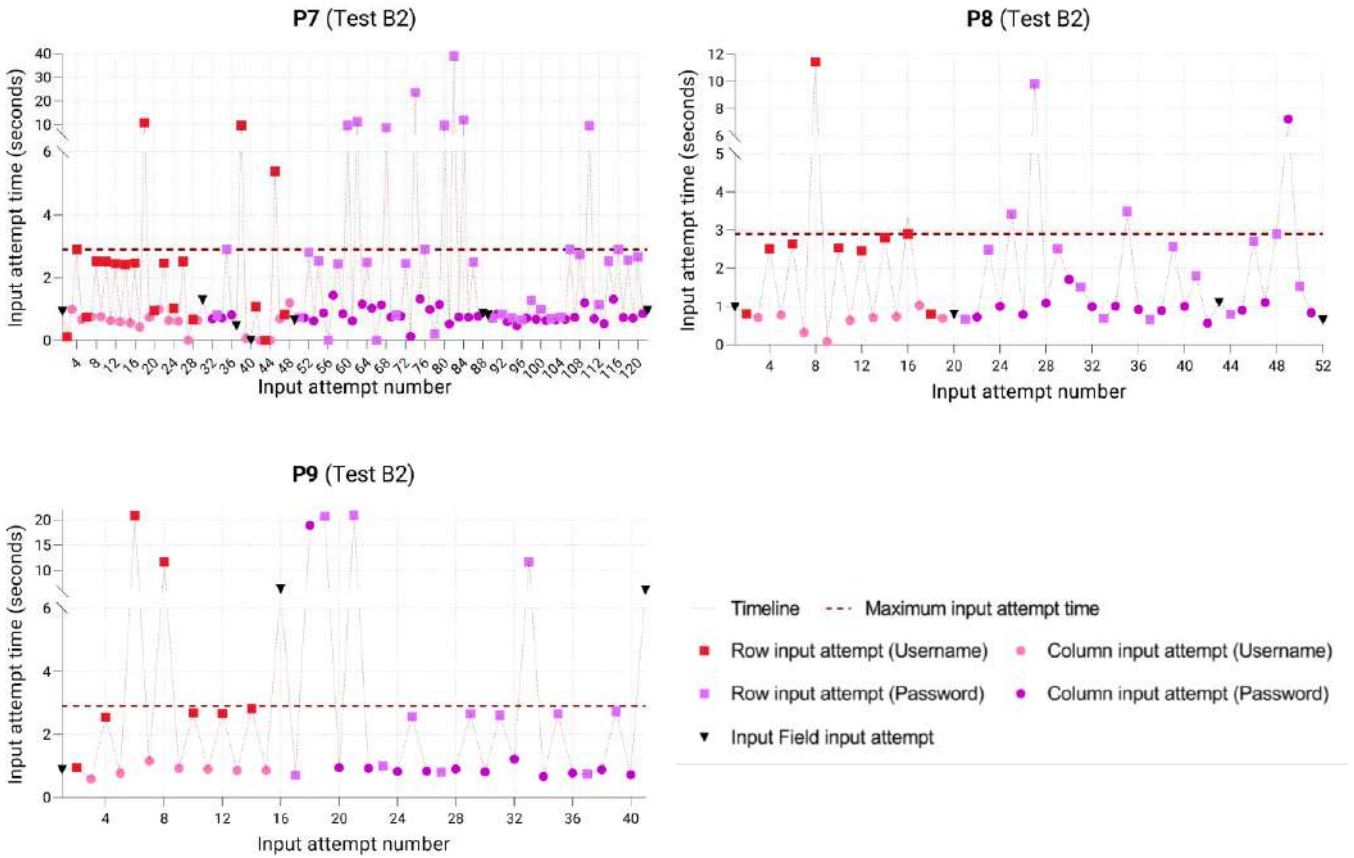 P7 (Test B2)
Input attempt time (seconds)
40
30
20
10
6
4
2
0
4 8 12 16 20 24 28 32 36 40 44 48 52 56 60 64 68 72 76 80 84 88 92 96 100 104 108 112 116 120
Input attempt number
P8 (Test B2)
Input attempt time (seconds)
12
10
8
6
5
4
3
2
1
0
4 8 12 16 20 24 28 32 36 40 44 48 52
Input attempt number
P9 (Test B2)
Input attempt time (seconds)
20
15
10
6
4
2
0
4 8 12 16 20 24 28 32 36 40
Input attempt number
Timeline Maximum input attempt time
Row input attempt (Username) Column input attempt (Username)
Row input attempt (Password) Column input attempt (Password)
Input Field input attempt